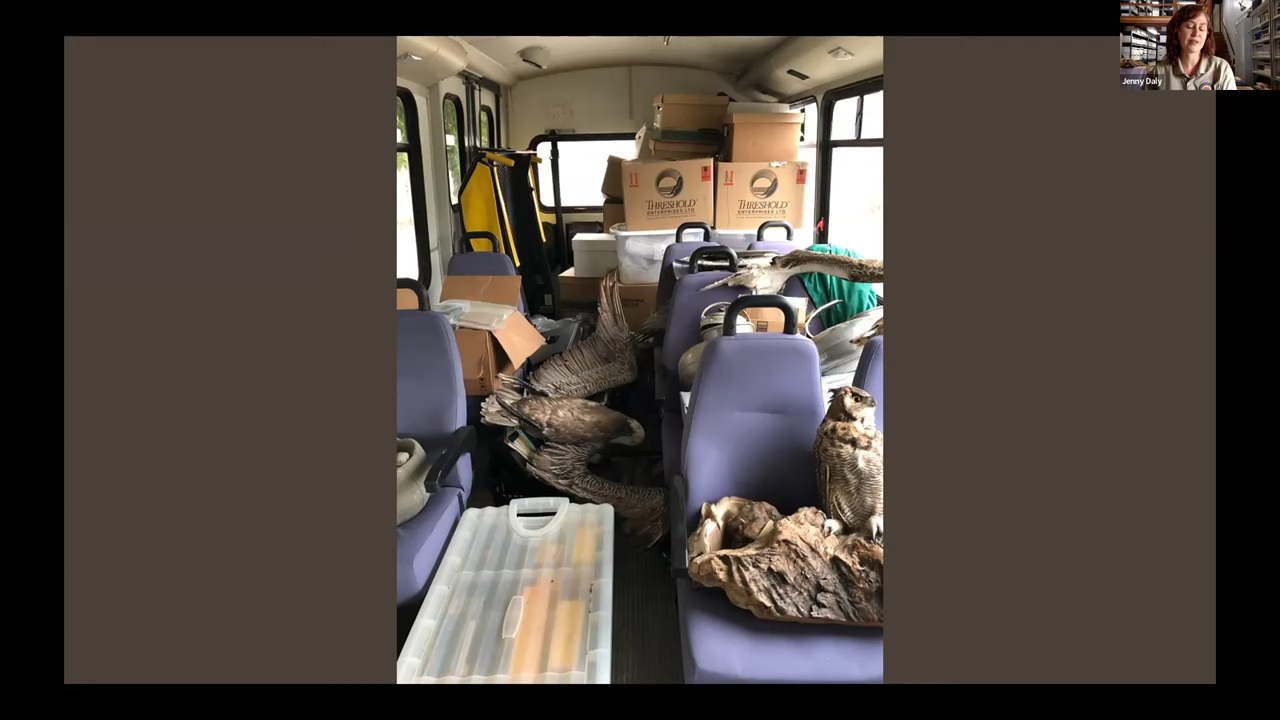 Jenny Daly
THRESHOLD
ENTERPRISES LTD.
THRESHOLD
ENTERPRISES LTD.